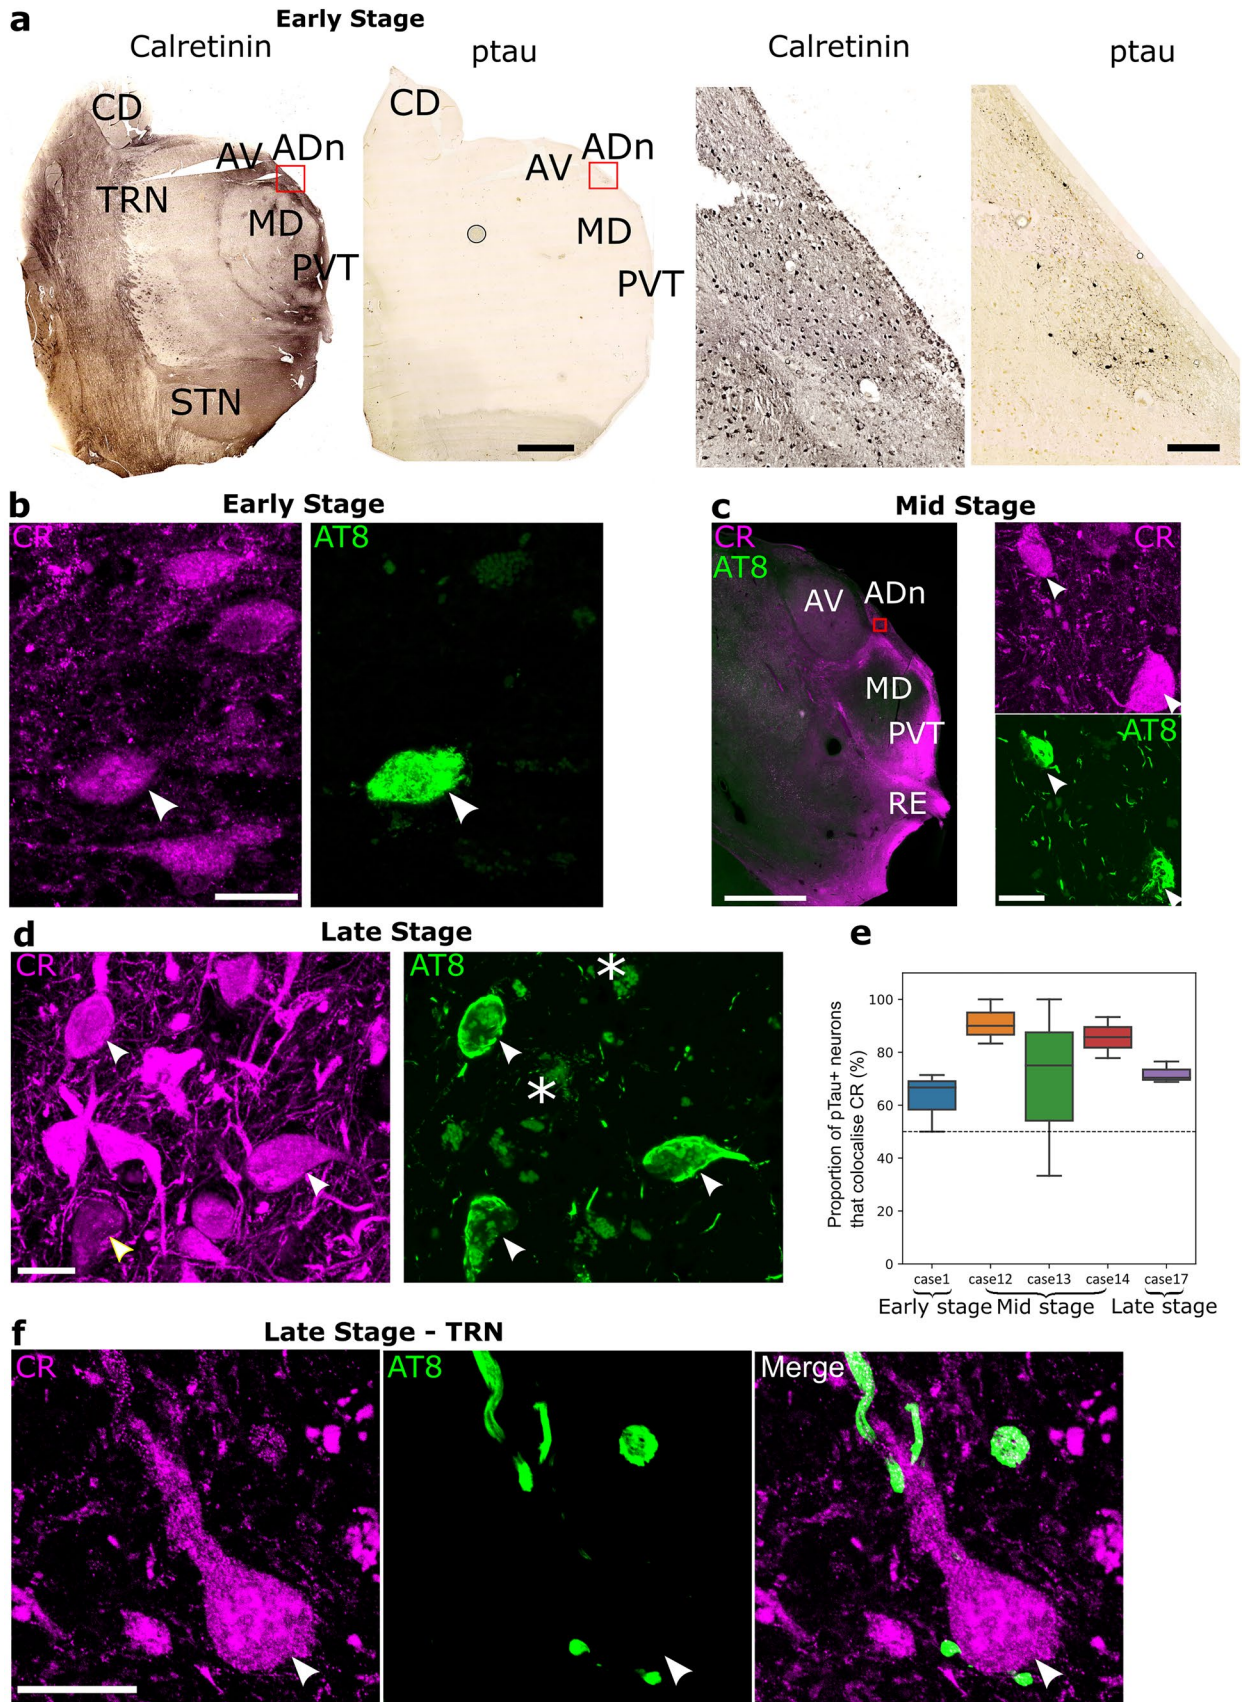 a
Early Stage
Calretinin
ptau
Calretinin
ptau
CD
AV
ADn
TRN
MD
PVT
STN
CD
AV
ADn
MD
PVT
b
Early Stage
CR
AT8
c
Mid Stage
CR
AT8
AV
ADn
MD
PVT
RE
CR
AT8
d
Late Stage
CR
AT8
*
*
e
Proportion of pTau+ neurons
that colocalise CR (%)
100
80
60
40
20
0
case1
case12
case13
case14
case17
Early stage
Mid stage
Late stage
f
Late Stage - TRN
CR
AT8
Merge